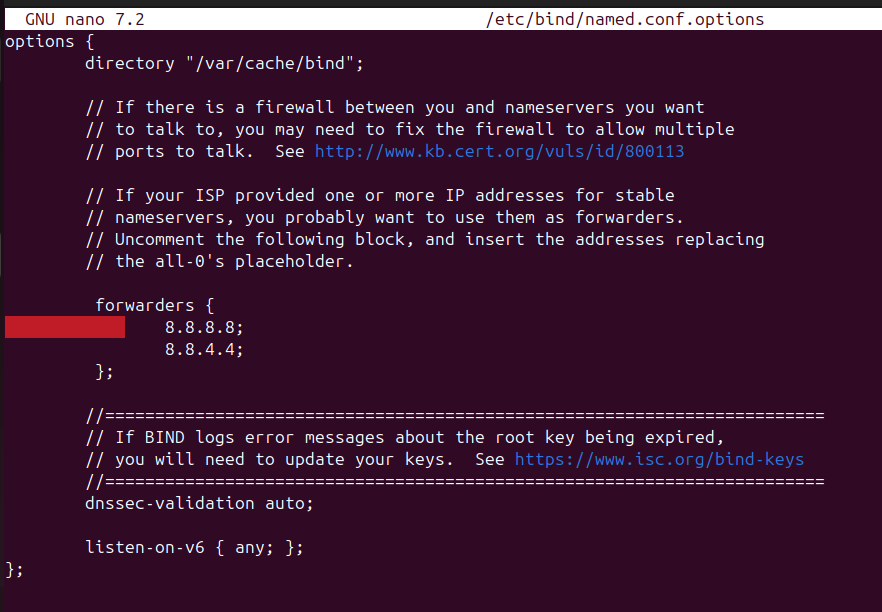 GNU nano 7.2 /etc/bind/named.conf.options
options {
directory "/var/cache/bind";
// If there is a firewall between you and nameservers you want
// to talk to, you may need to fix the firewall to allow multiple
// ports to talk.  See http://www.kb.cert.org/vuls/id/800113
// If your ISP provided one or more IP addresses for stable
// nameservers, you probably want to use them as forwarders.
// Uncomment the following block, and insert the addresses replacing
// the all-0's placeholder.
forwarders {
8.8.8.8;
8.8.4.4;
};
//========================================================================
// If BIND logs error messages about the root key being expired,
// you will need to update your keys.  See https://www.isc.org/bind-keys
//========================================================================
dnssec-validation auto;
listen-on-v6 { any; };
};